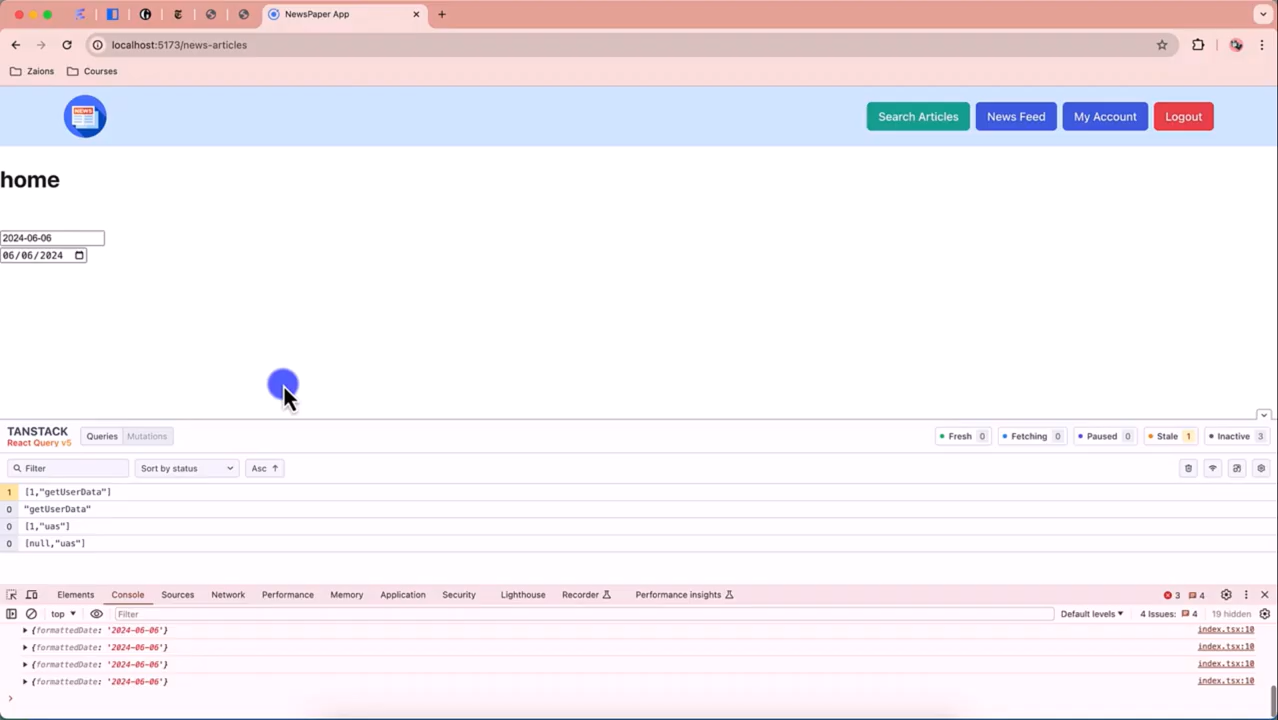 NewsPaper App
localhost:5173/news-articles
Zaions Courses
NEWS
Search Articles News Feed My Account Logout
home
2024-06-06
06/06/2024
TANSTACK
React Query v5
Queries Mutations
Fresh 0 Fetching 0 Paused 0 Stale 1 Inactive 3
Filter Sort by status Asc ↑
1 [1,"getUserData"]
0 "getUserData"
0 [1,"uas"]
0 [null,"uas"]
Elements Console Sources Network Performance Memory Application Security Lighthouse Recorder Performance insights 3 4
top Filter Default levels 4 Issues: 4 19 hidden
{formattedDate: '2024-06-06'} index.tsx:10
{formattedDate: '2024-06-06'} index.tsx:10
{formattedDate: '2024-06-06'} index.tsx:10
{formattedDate: '2024-06-06'} index.tsx:10